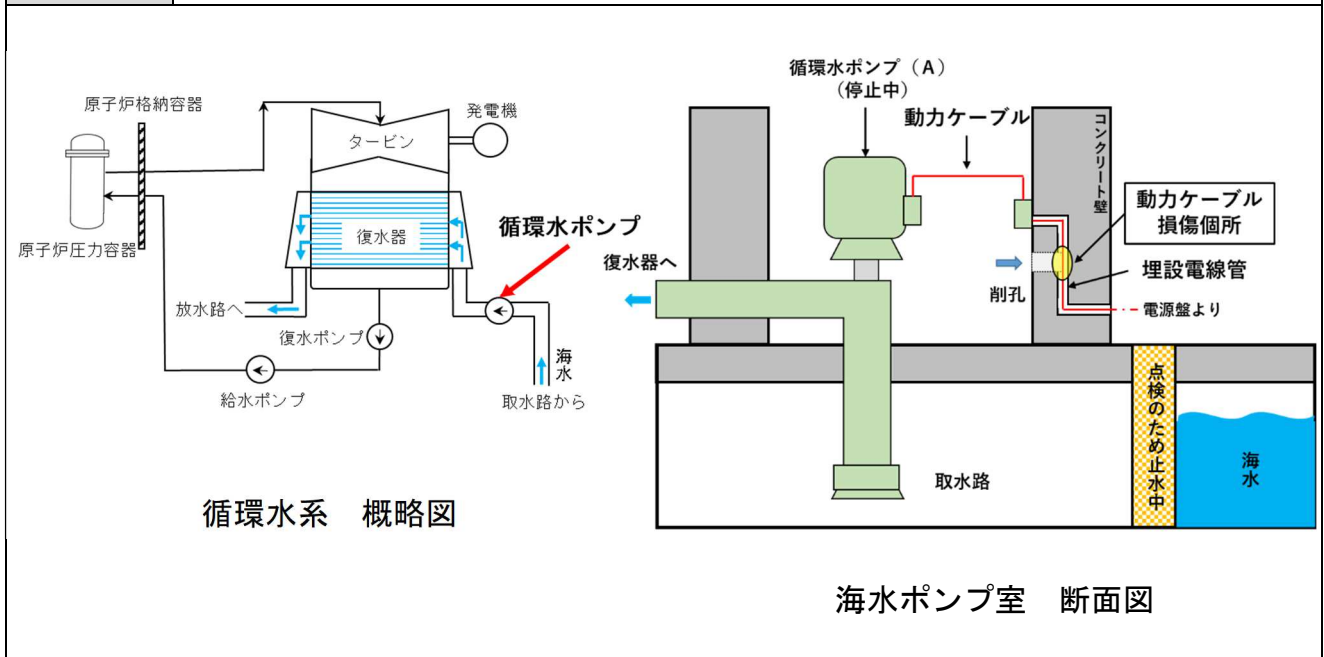 原子炉格納容器
発電機
タービン
復水器
循環水ポンプ
原子炉圧力容器
放水路へ
復水ポンプ
海水
給水ポンプ
取水路から
循環水系 概略図
循環水ポンプ（A）
（停止中）
動力ケーブル
コンクリート壁
動力ケーブル
損傷個所
復水器へ
削孔
埋設電線管
電源盤より
点検のため止水中
海水
取水路
海水ポンプ室 断面図